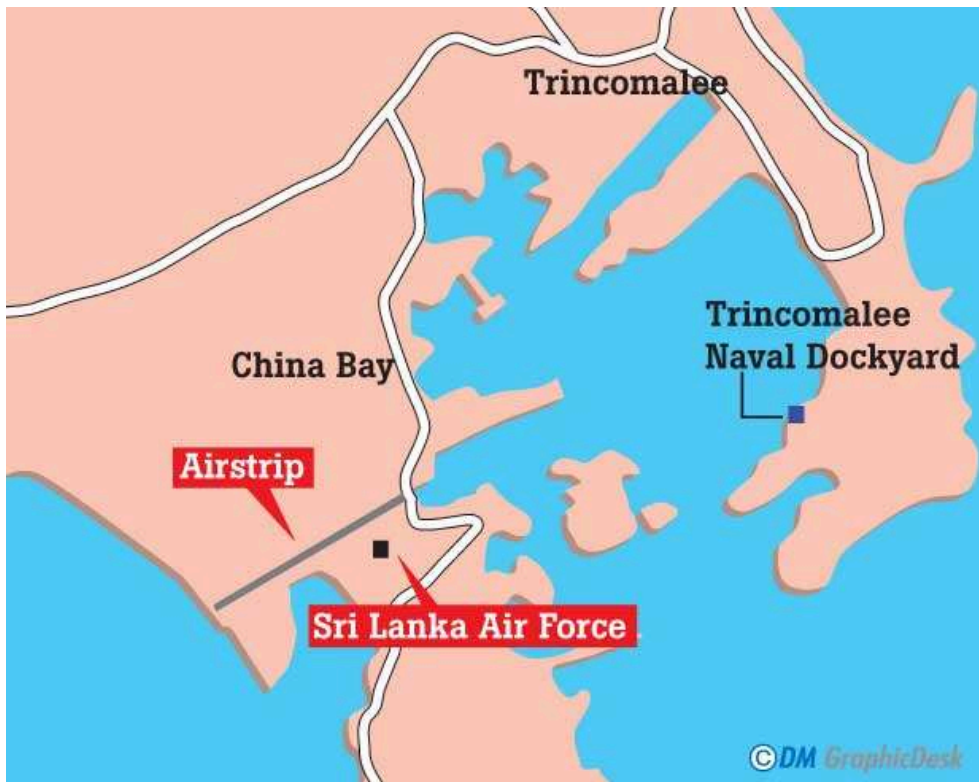 Trincomalee
Trincomalee
Naval Dockyard
China Bay
Airstrip
Sri Lanka Air Force
©DM GraphicDesk